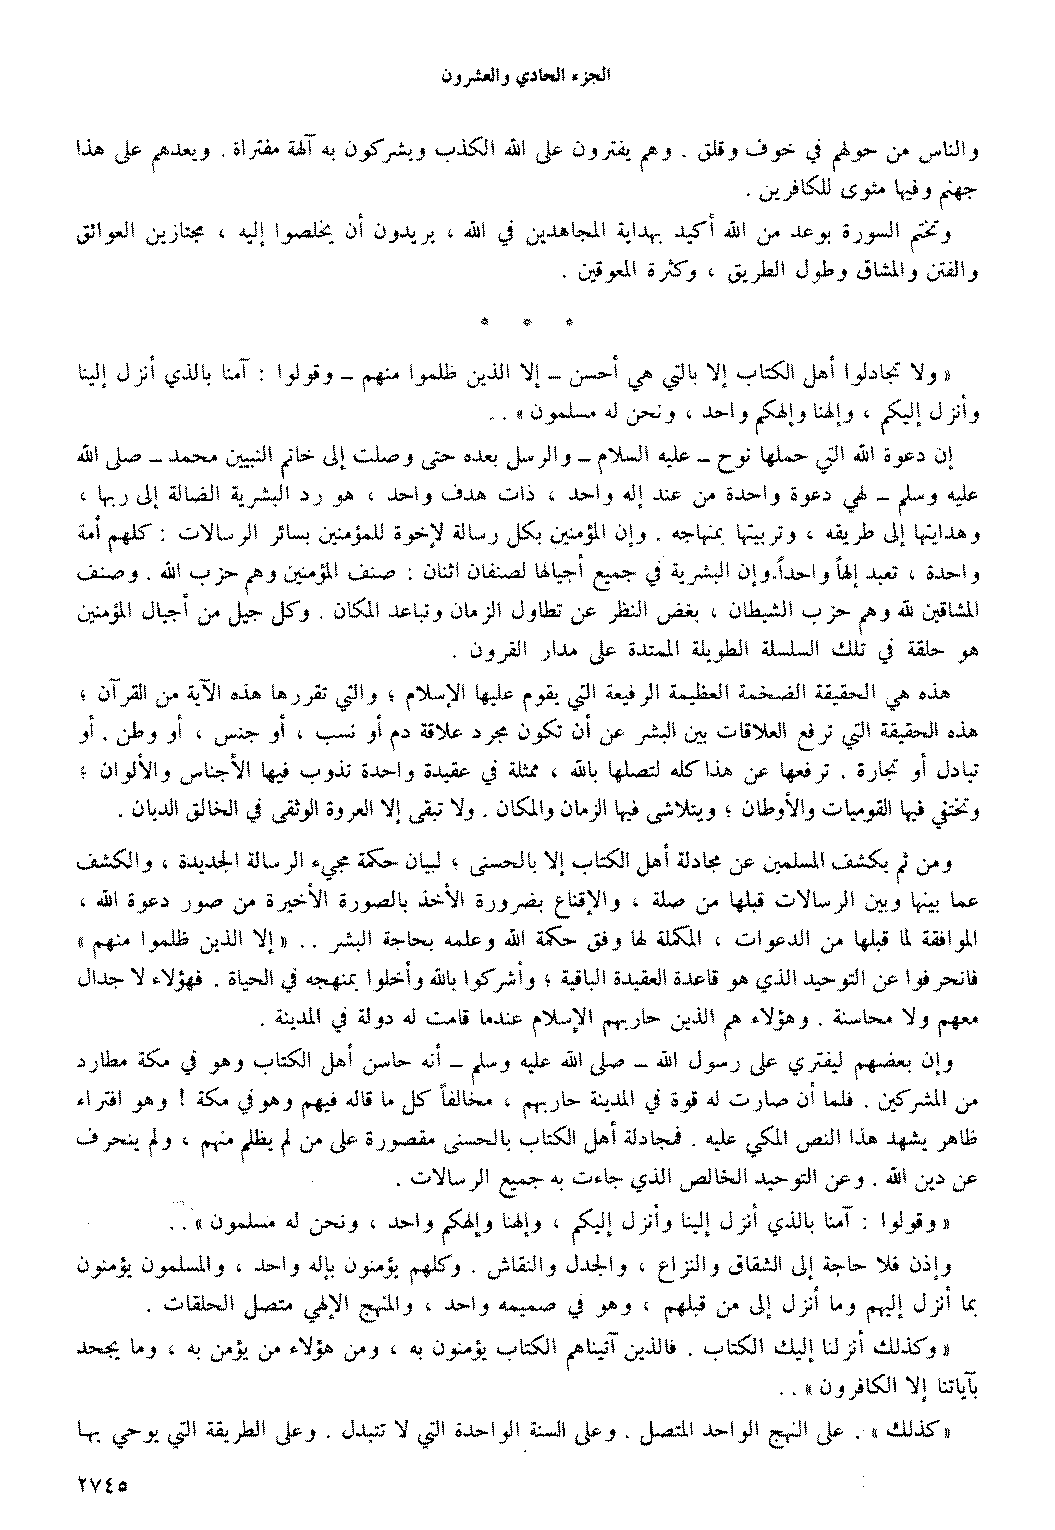 الجزء الحادي والعشرون
والناس من حولهم في خوف وقلق . وهم يفترون على الله الكذب ويشركون به آلهة مفتراة . ويعدهم على هذا
جهنم وفيها مثوى للكافرين .
وتختم السورة بوعد من الله أكيد بهداية المجاهدين في الله ، يريدون أن يخلصوا إليه ، مجتازين العوائق
والفتن والمشاق وطول الطريق ، وكثرة المعوقين .
* * *
« ولا تجادلوا أهل الكتاب إلا بالتي هي أحسن – إلا الذين ظلموا منهم – وقولوا : آمنا بالذي أنزل إلينا
وأنزل إليكم ، وإلهنا وإلهكم واحد ، ونحن له مسلمون » . .
إن دعوة الله التي حملها نوح – عليه السلام – والرسل بعده حتى وصلت إلى خاتم النبيين محمد – صلى الله
عليه وسلم – لهي دعوة واحدة من عند إله واحد ، ذات هدف واحد ، هو رد البشرية الضالة إلى ربها ،
وهدايتها إلى طريقه ، وتربيتها بمنهاجه . وإن المؤمنين بكل رسالة لإخوة للمؤمنين بسائر الرسالات : كلهم أمة
واحدة ، تعبد إلهاً واحداً.وإن البشرية في جميع أجيالها لصنفان اثنان : صنف المؤمنين وهم حزب الله . وصنف
المشاقين لله وهم حزب الشيطان ، بغض النظر عن تطاول الزمان وتباعد المكان . وكل جيل من أجيال المؤمنين
هو حلقة في تلك السلسلة الطويلة الممتدة على مدار القرون .
هذه هي الحقيقة الضخمة العظيمة الرفيعة التي يقوم عليها الإسلام ؛ والتي تقررها هذه الآية من القرآن ؛
هذه الحقيقة التي ترفع العلاقات بين البشر عن أن تكون مجرد علاقة دم أو نسب ، أو جنس ، أو وطن . أو
تبادل أو تجارة . ترفعها عن هذا كله لتصلها بالله ، ممثلة في عقيدة واحدة تذوب فيها الأجناس والألوان ؛
وتختفي فيها القوميات والأوطان ؛ ويتلاشى فيها الزمان والمكان . ولا تبقى إلا العروة الوثقى في الخالق الديان .
ومن ثم يكشف المسلمين عن مجادلة أهل الكتاب إلا بالحسنى ؛ لبيان حكمة مجيء الرسالة الجديدة ، والكشف
عما بينها وبين الرسالات قبلها من صلة ، والإقناع بضرورة الأخذ بالصورة الأخيرة من صور دعوة الله ،
الموافقة لما قبلها من الدعوات ، المكملة لها وفق حكمة الله وعلمه بحاجة البشر . . « إلا الذين ظلموا منهم »
فانحرفوا عن التوحيد الذي هو قاعدة العقيدة الباقية ؛ وأشركوا بالله وأخلوا بمنهجه في الحياة . فهؤلاء لا جدال
معهم ولا محاسنة . وهؤلاء هم الذين حاربهم الإسلام عندما قامت له دولة في المدينة .
وإن بعضهم ليفتري على رسول الله – صلى الله عليه وسلم – أنه حاسن أهل الكتاب وهو في مكة مطارد
من المشركين . فلما أن صارت له قوة في المدينة حاربهم ، مخالفاً كل ما قاله فيهم وهو في مكة ! وهو افتراء
ظاهر يشهد هذا النص المكي عليه . فمجادلة أهل الكتاب بالحسنى مقصورة على من لم يظلم منهم ، ولم ينحرف
عن دين الله . وعن التوحيد الخالص الذي جاءت به جميع الرسالات .
« وقولوا : آمنا بالذي أنزل إلينا وأنزل إليكم ، وإلهنا وإلهكم واحد ، ونحن له مسلمون » . .
وإذن فلا حاجة إلى الشقاق والنزاع ، والجدل والنقاش . وكلهم يؤمنون بإله واحد ، والمسلمون يؤمنون
بما أنزل إليهم وما أنزل إلى من قبلهم ، وهو في صميمه واحد ، والمنهج الإلهي متصل الحلقات .
« وكذلك أنزلنا إليك الكتاب . فالذين آتيناهم الكتاب يؤمنون به ، ومن هؤلاء من يؤمن به ، وما يجحد
بآياتنا إلا الكافرون » . .
« كذلك » . على النهج الواحد المتصل . وعلى السنة الواحدة التي لا تتبدل . وعلى الطريقة التي يوحي بها
٢٧٤٥